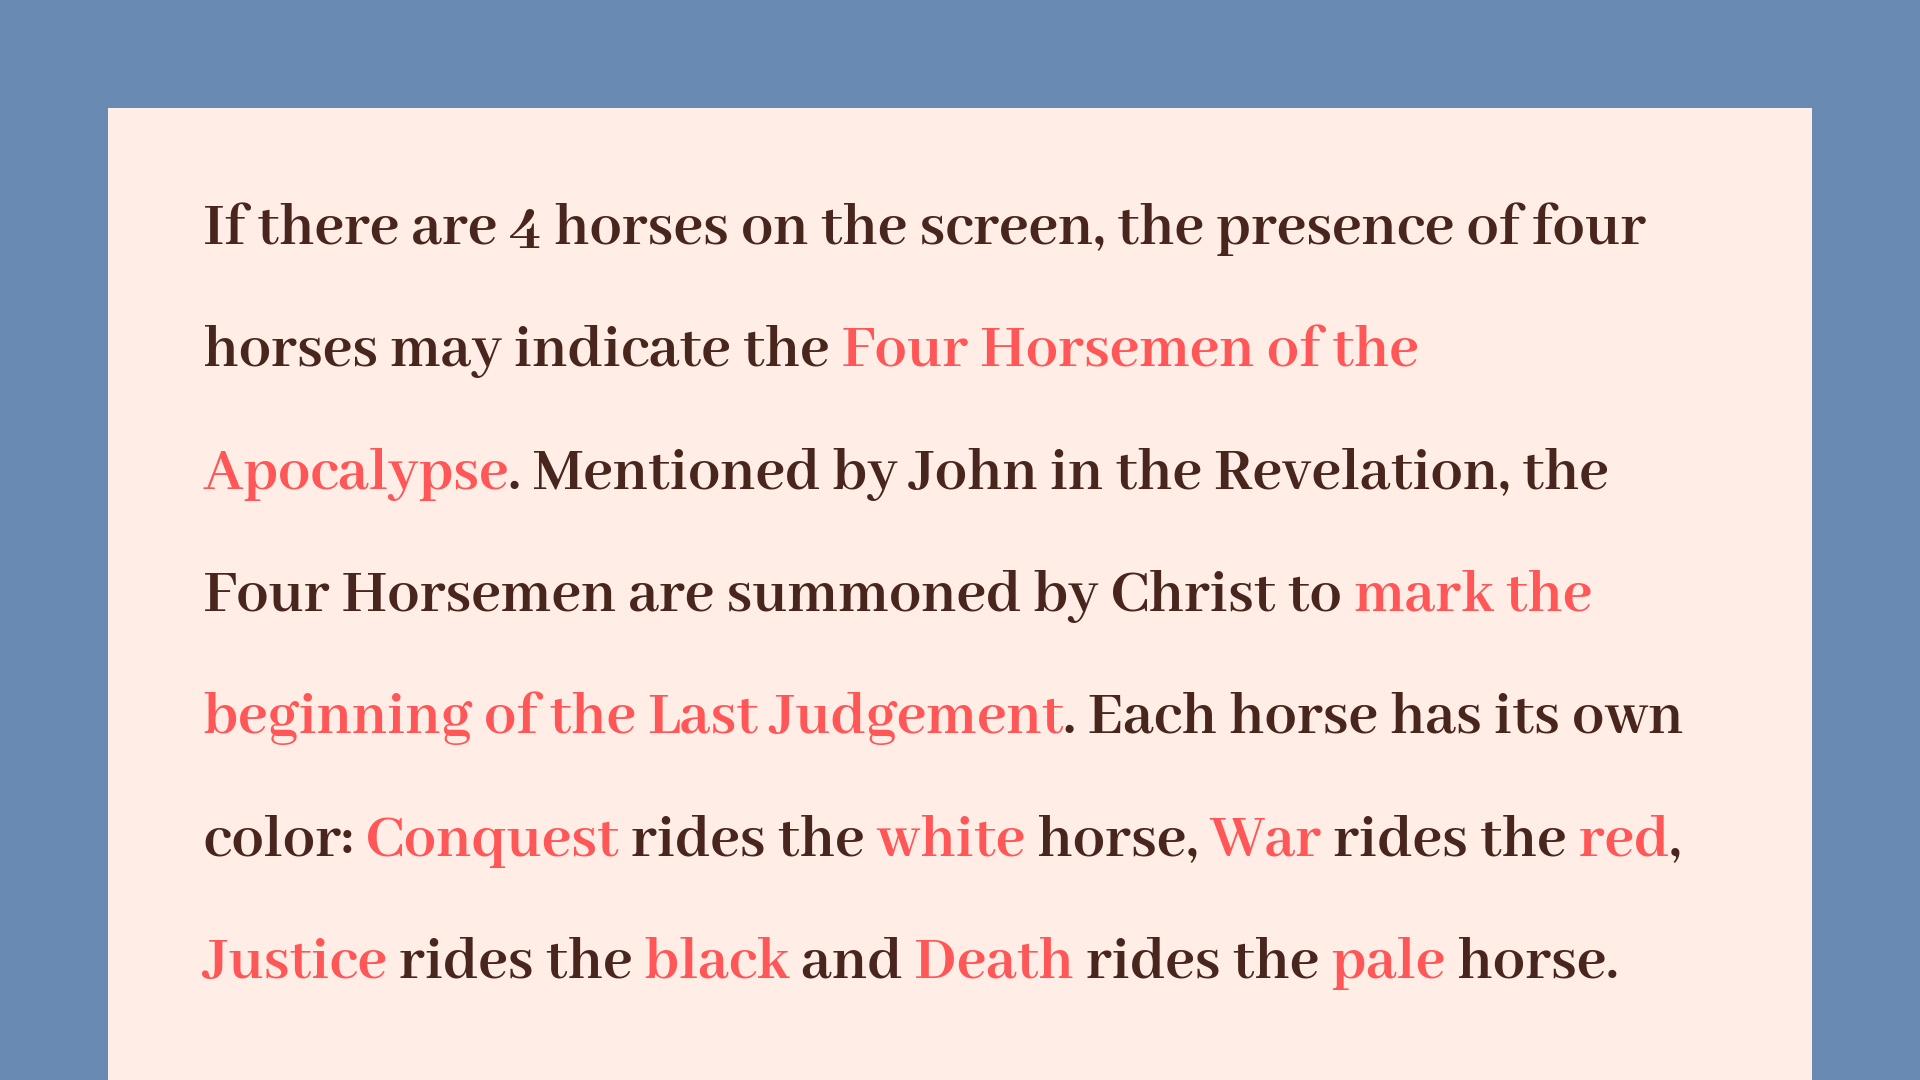 If there are 4 horses on the screen, the presence of four
horses may indicate the Four Horsemen of the
Apocalypse. Mentioned by John in the Revelation, the
Four Horsemen are summoned by Christ to mark the
beginning of the Last Judgement. Each horse has its own
color: Conquest rides the white horse, War rides the red,
Justice rides the black and Death rides the pale horse.